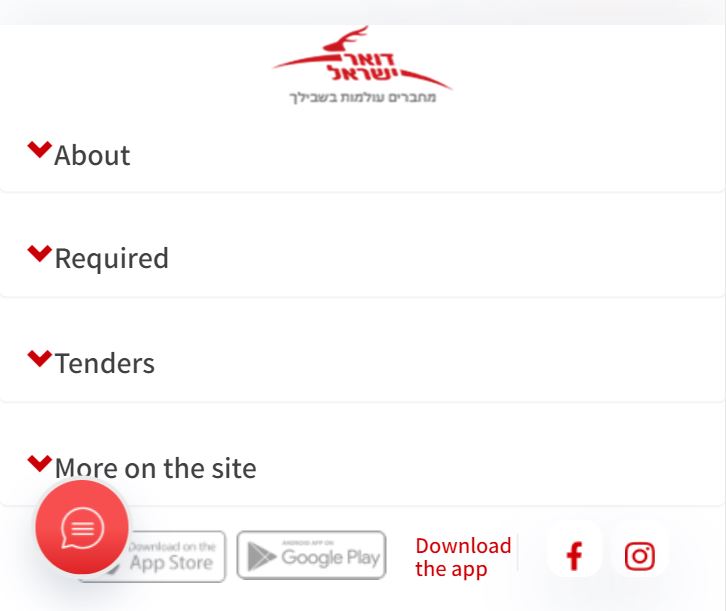 דואר
ישראל
מחברים עולמות בשבילך
About
Required
Tenders
More on the site
Download on the
App Store
ANDROID APP ON
Google Play
Download
the app